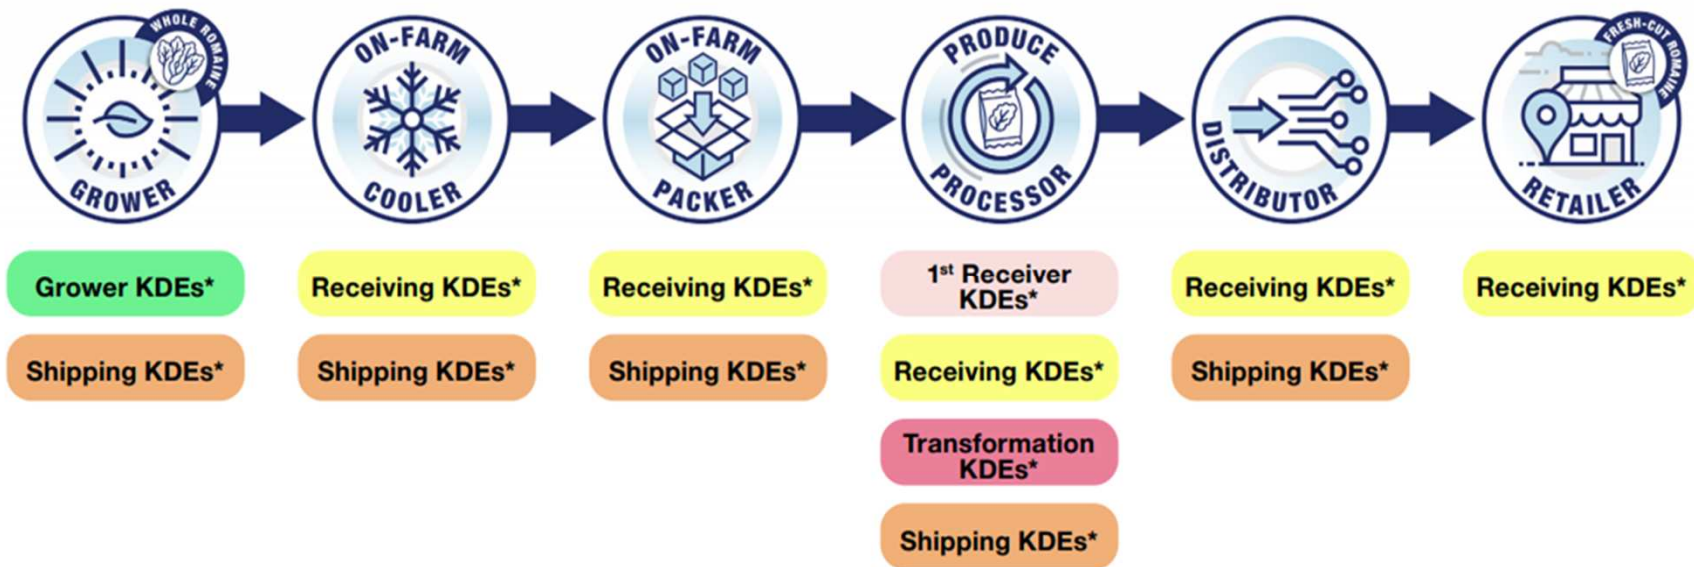 WHOLE ROMAINE
GROWER
ON-FARM
COOLER
ON-FARM
PACKER
PRODUCE
PROCESSOR
DISTRIBUTOR
FRESH-CUT ROMAINE
RETAILER
Grower KDEs*
Shipping KDEs*
Receiving KDEs*
Shipping KDEs*
Receiving KDEs*
Shipping KDEs*
1st Receiver
KDEs*
Receiving KDEs*
Transformation
KDEs*
Shipping KDEs*
Receiving KDEs*
Shipping KDEs*
Receiving KDEs*